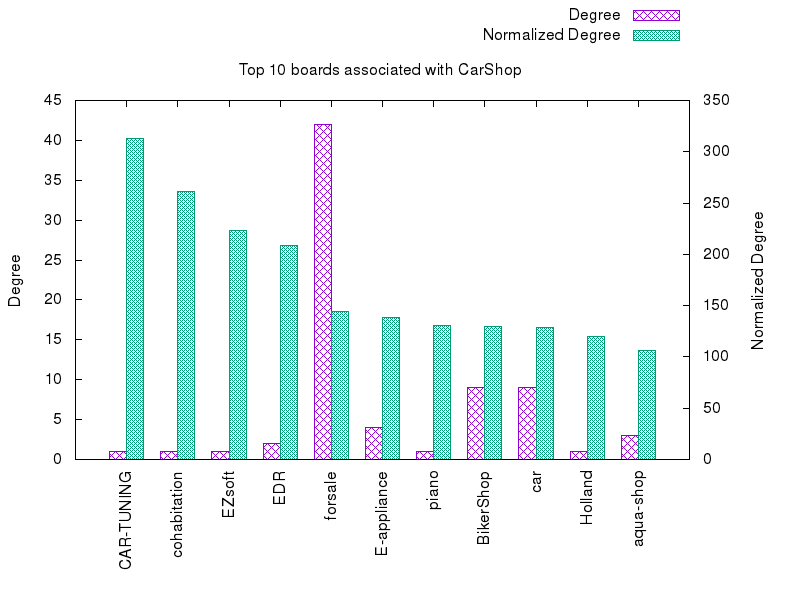 Degree
Normalized Degree
Top 10 boards associated with CarShop
45
40
35
30
25
20
15
10
5
0
Degree
350
300
250
200
150
100
50
0
Normalized Degree
CAR-TUNING
cohabitation
EZsoft
EDR
forsale
E-appliance
piano
BikerShop
car
Holland
aqua-shop